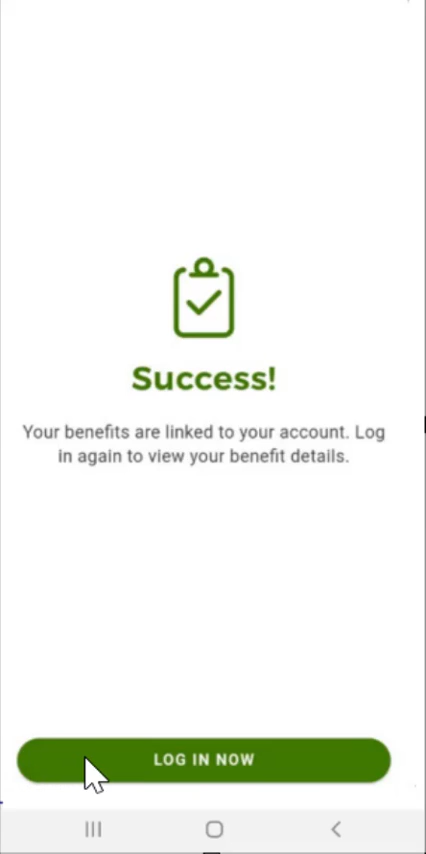 Success!
Your benefits are linked to your account. Log
in again to view your benefit details.
LOG IN NOW